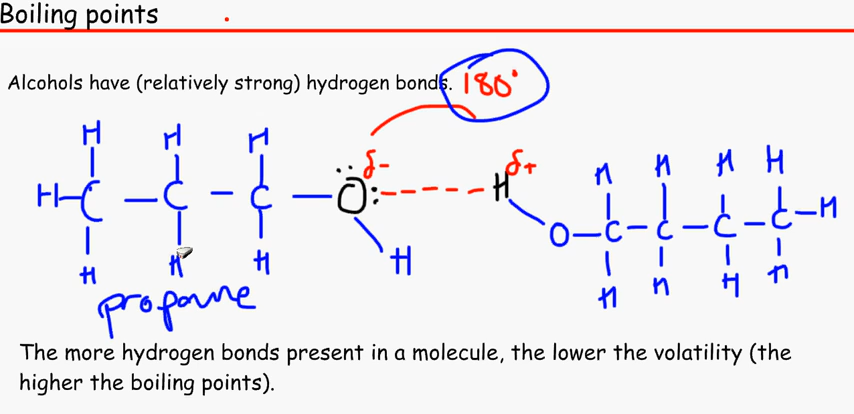 Boiling points
Alcohols have (relatively strong) hydrogen bonds. 180°
H H H δ- δ+ H H H H
H–C – C – C – O: - - - - - H
O–C–C–C–C–H
H H H H H H H H
propane
The more hydrogen bonds present in a molecule, the lower the volatility (the
higher the boiling points).